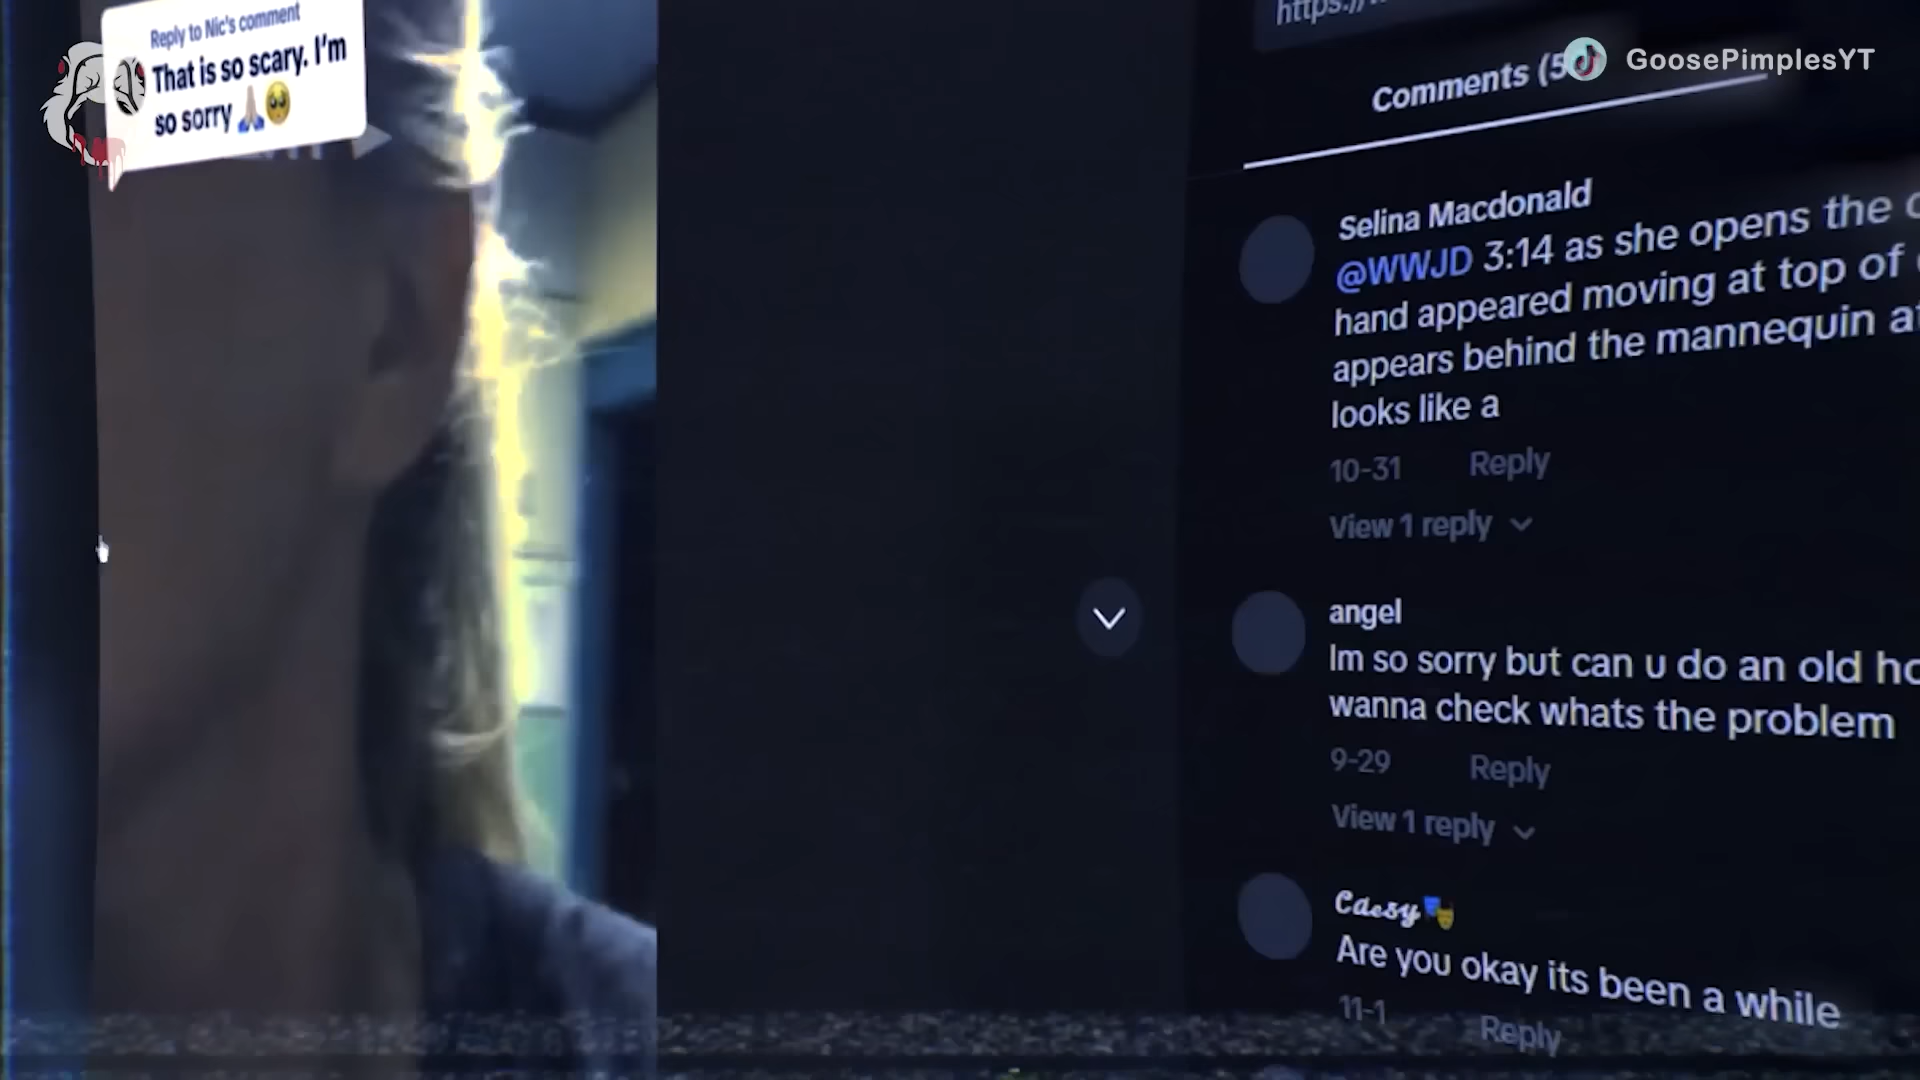 Reply to Nic's comment
That is so scary. I'm
so sorry 🙏🏼🥺
https://
Comments (5
GoosePimplesYT
Selina Macdonald
@WWJD 3:14 as she opens the
hand appeared moving at top of
appears behind the mannequin
looks like a
10-31 Reply
View 1 reply
angel
Im so sorry but can u do an old
wanna check whats the problem
9-29 Reply
View 1 reply
Cassy🎭
Are you okay its been a while
11-1 Reply